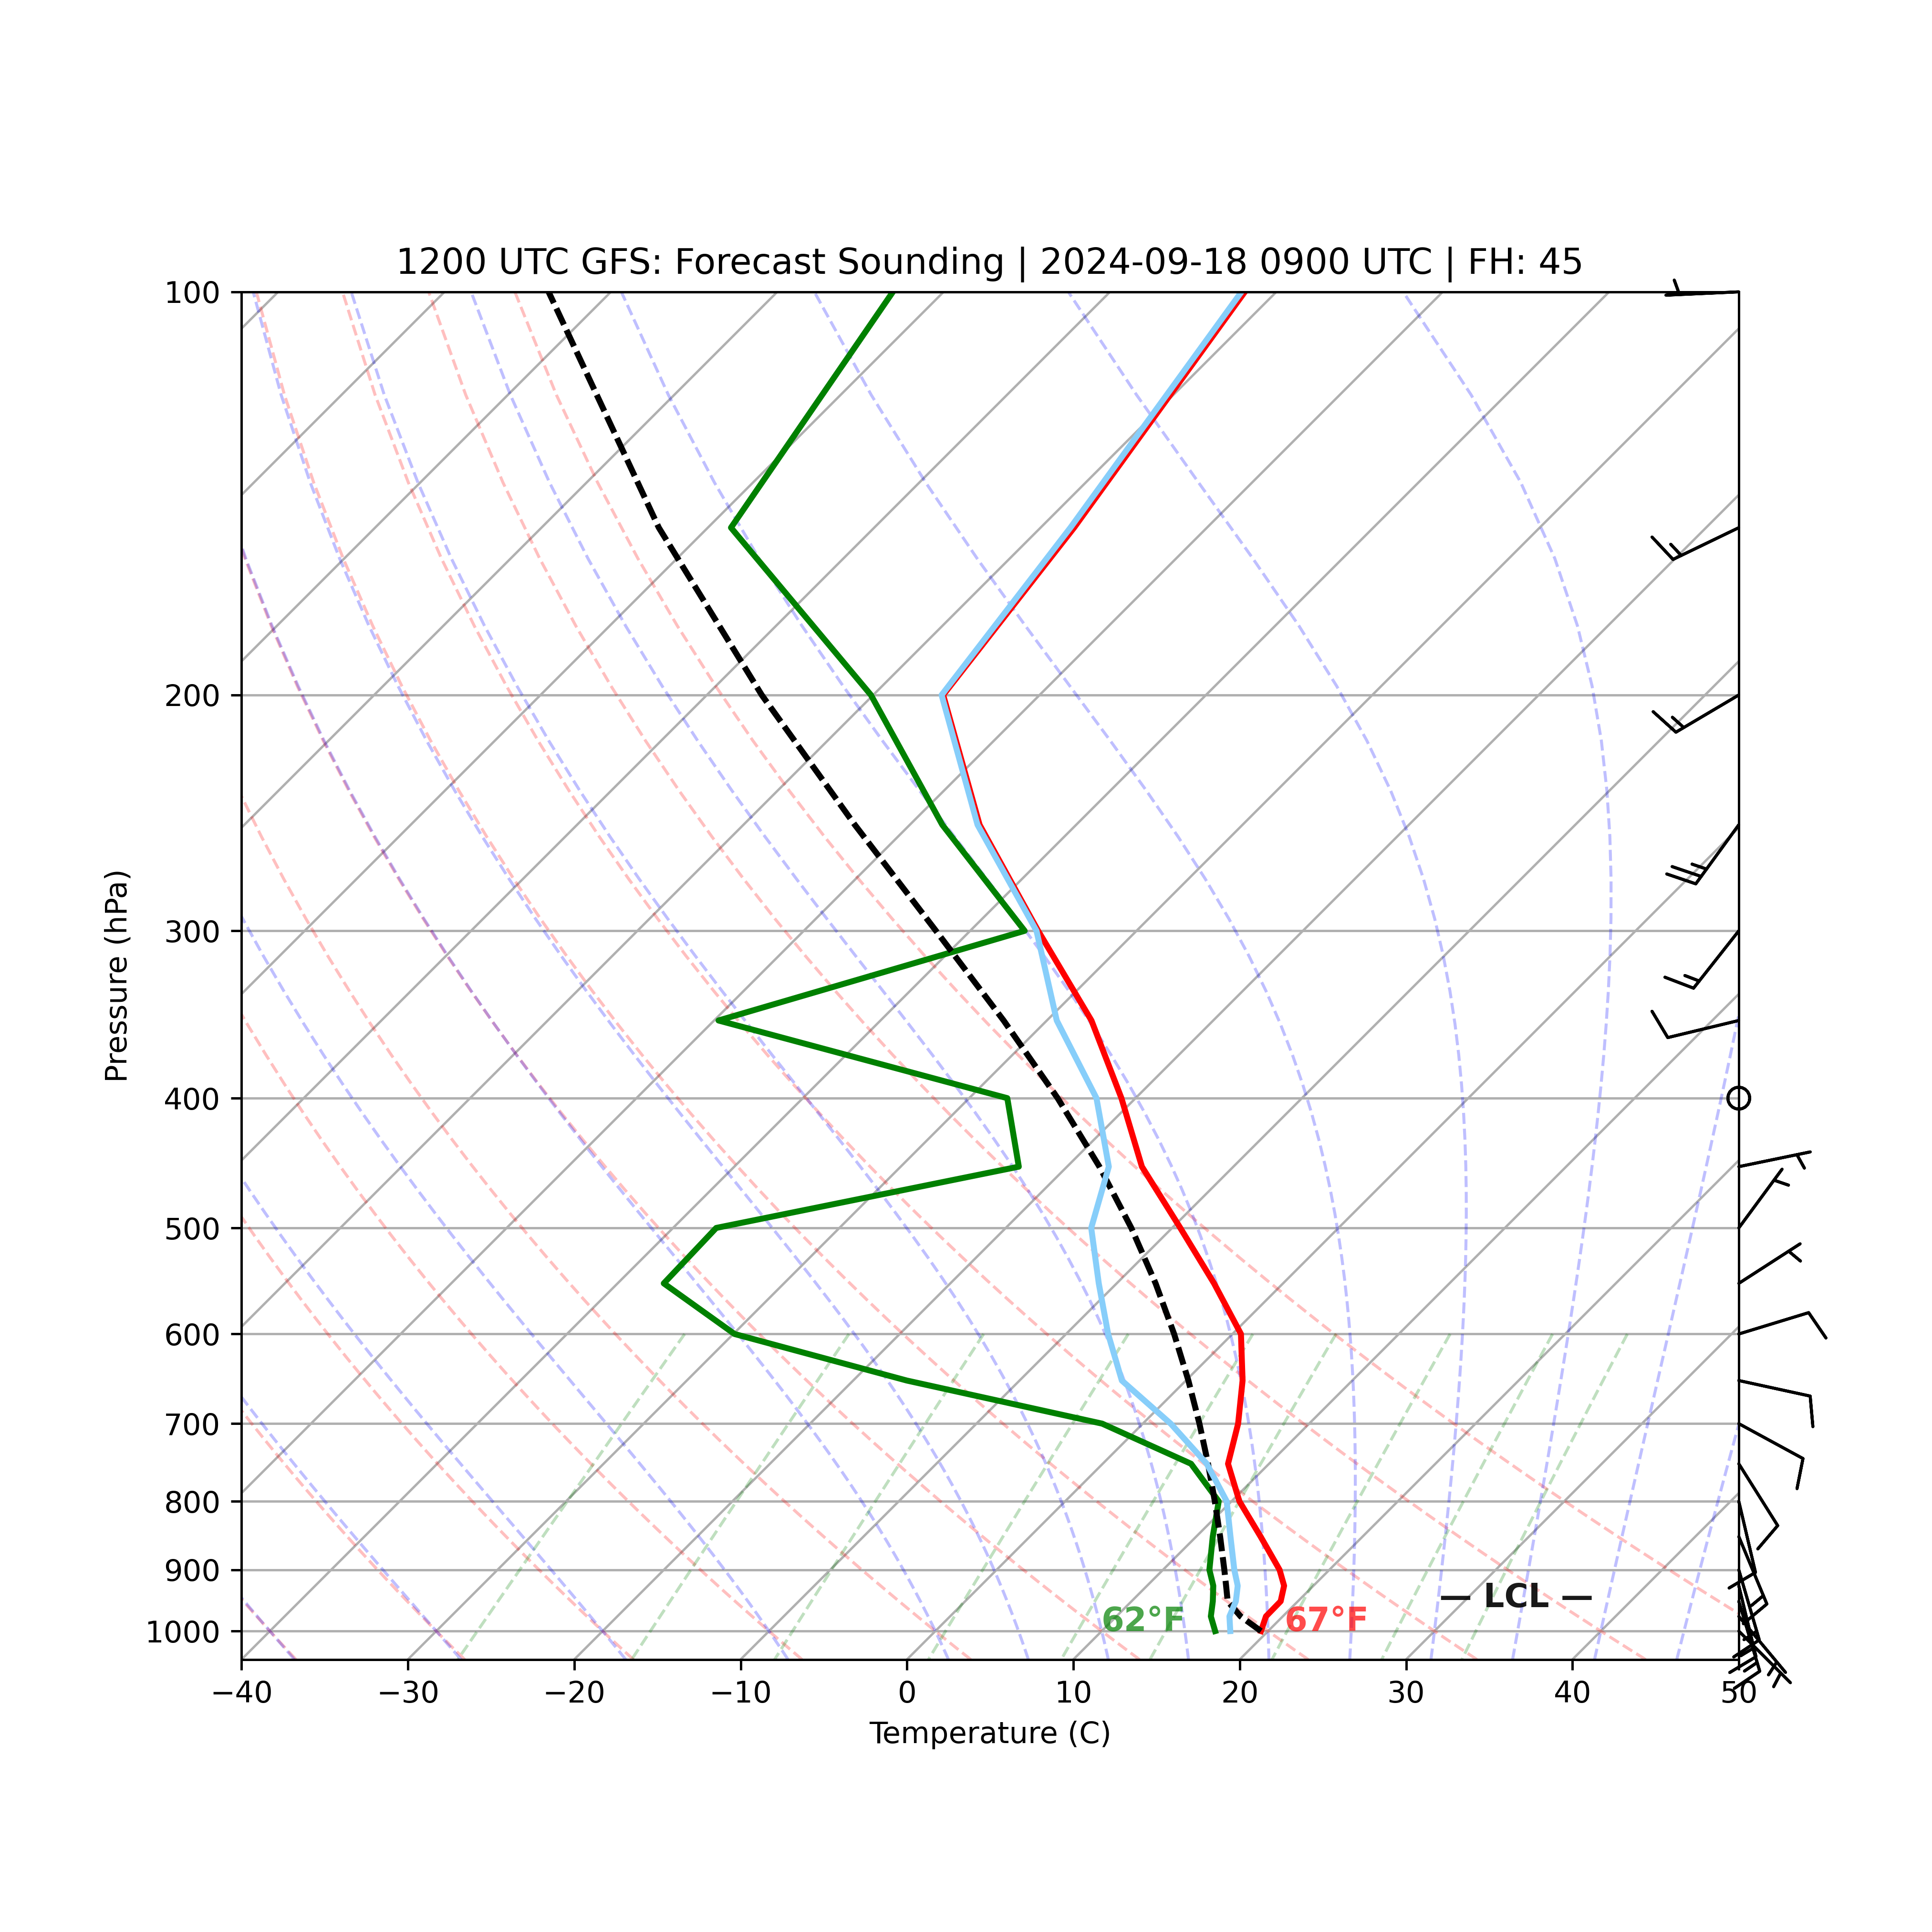 1200 UTC GFS: Forecast Sounding | 2024-09-18 0900 UTC | FH: 45
100
200
300
400
500
600
700
800
900
1000
Pressure (hPa)
62°F
67°F
— LCL —
−40 −30 −20 −10 0 10 20 30 40 50
Temperature (C)